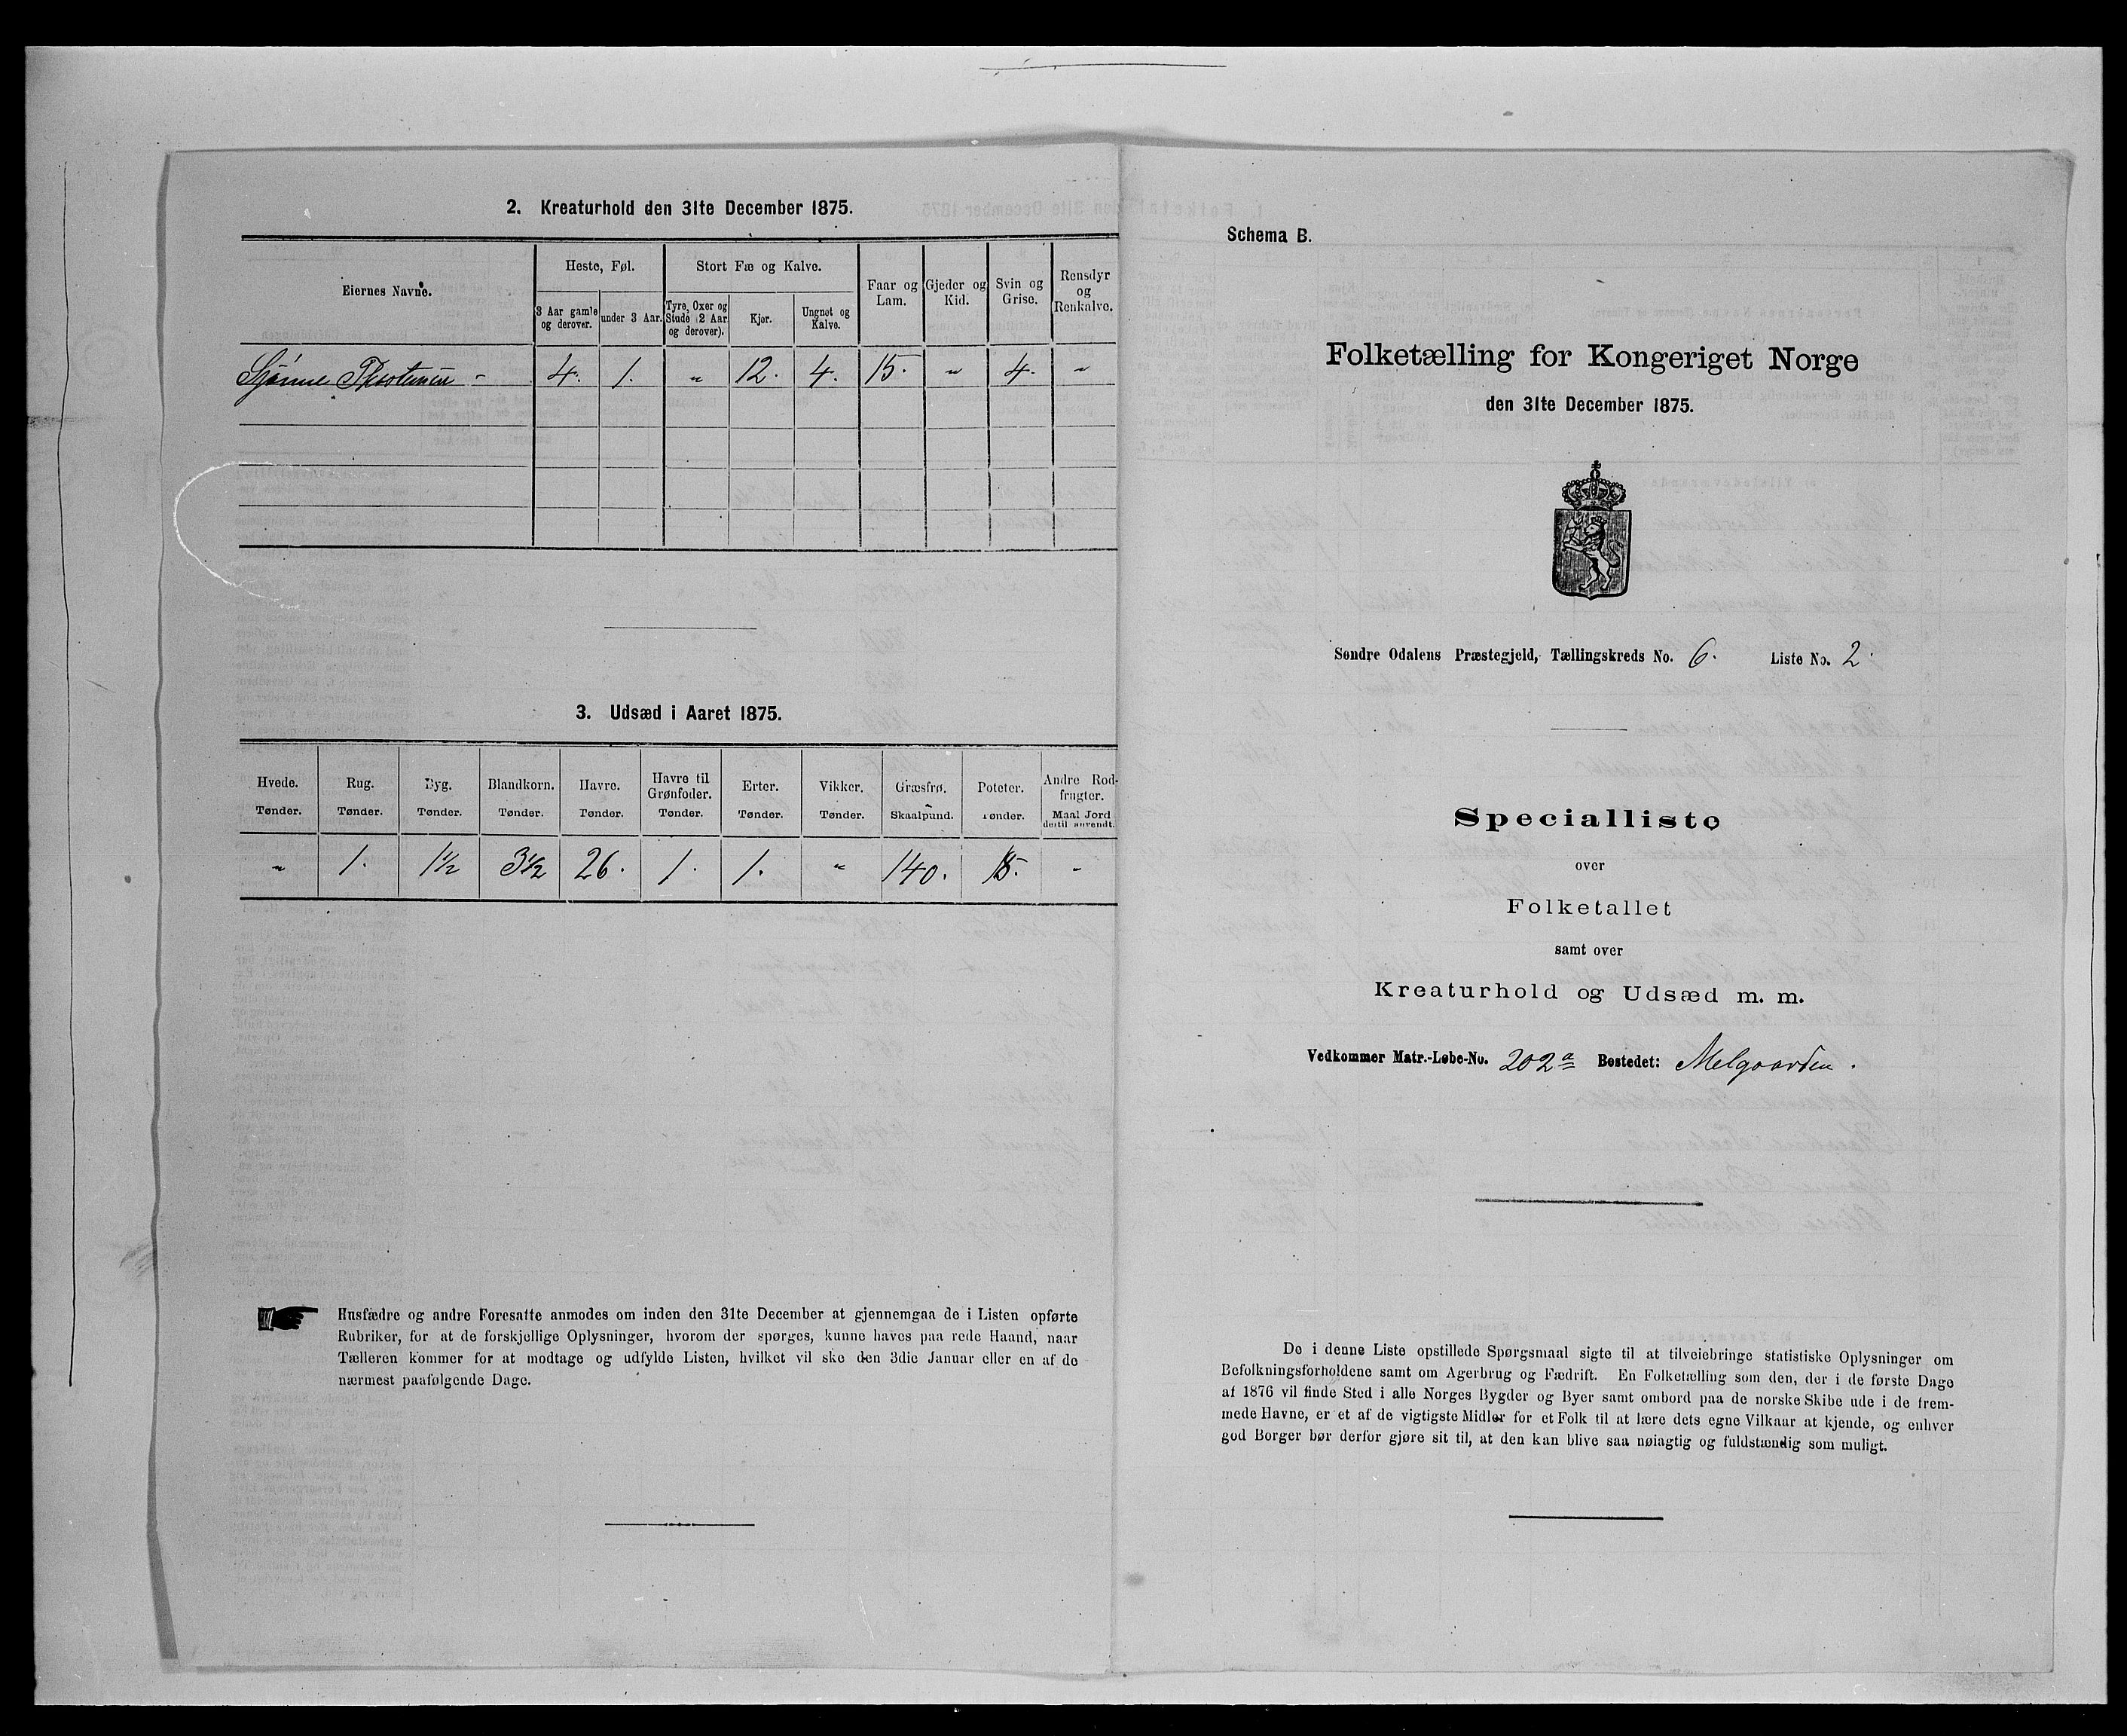 2. Kreaturhold den 31te December 1875.
Eiernes Navne.
Heste, Føl.
Stort Fæ og Kalve.
Faar og Lam.
Gjeder og Kid.
Svin og Grise.
Rensdyr og Renkalve.
3 Aar gamle og derover.
under 3 Aar.
Tyre, Oxer og Stude (2 Aar og derover).
Kjør.
Ungnøt og Kalve.
4. 1. " 12. 4. 15. " 4. "
3. Udsæd i Aaret 1875.
Hvede. Rug. Byg. Blandkorn. Havre. Havre til Grønfoder. Erter. Vikker. Græsfrø. Poteter. Andre Rodfrugter.
Tønder. Tønder. Tønder. Tønder. Tønder. Tønder. Tønder. Tønder. Skaalpund. Tønder. Maal Jord dertil anvendt.
" 1. 1½ 3½ 26. 1. 1. " 140. 15. "
Husfædre og andre Foresatte anmodes om inden den 31te December at gjennemgaa de i Listen opførte
Rubriker, for at de forskjellige Oplysninger, hvorom der spørges, kunne haves paa rede Haand, naar
Tælleren kommer for at modtage og udfylde Listen, hvilket vil ske den 3die Januar eller en af de
nærmest paafølgende Dage.
Schema B.
Folketælling for Kongeriget Norge
den 31te December 1875.
Søndre Odalens Præstegjeld, Tællingskreds No. 6. Liste No. 2.
Specialliste
over
Folketallet
samt over
Kreaturhold og Udsæd m. m.
Vedkommer Matr.-Løbe-No. 202a Bostedet: Melgaarden.
De i denne Liste opstillede Spørgsmaal sigte til at tilveiebringe statistiske Oplysninger om
Befolkningsforholdene samt om Agerbrug og Fædrift. En Folketælling som den, der i de første Dage
af 1876 vil finde Sted i alle Norges Bygder og Byer samt ombord paa de norske Skibe ude i de frem-
mede Havne, er et af de vigtigste Midler for et Folk til at lære dets egne Vilkaar at kjende, og enhver
god Borger bør derfor gjøre sit til, at den kan blive saa nøiagtig og fuldstændig som muligt.